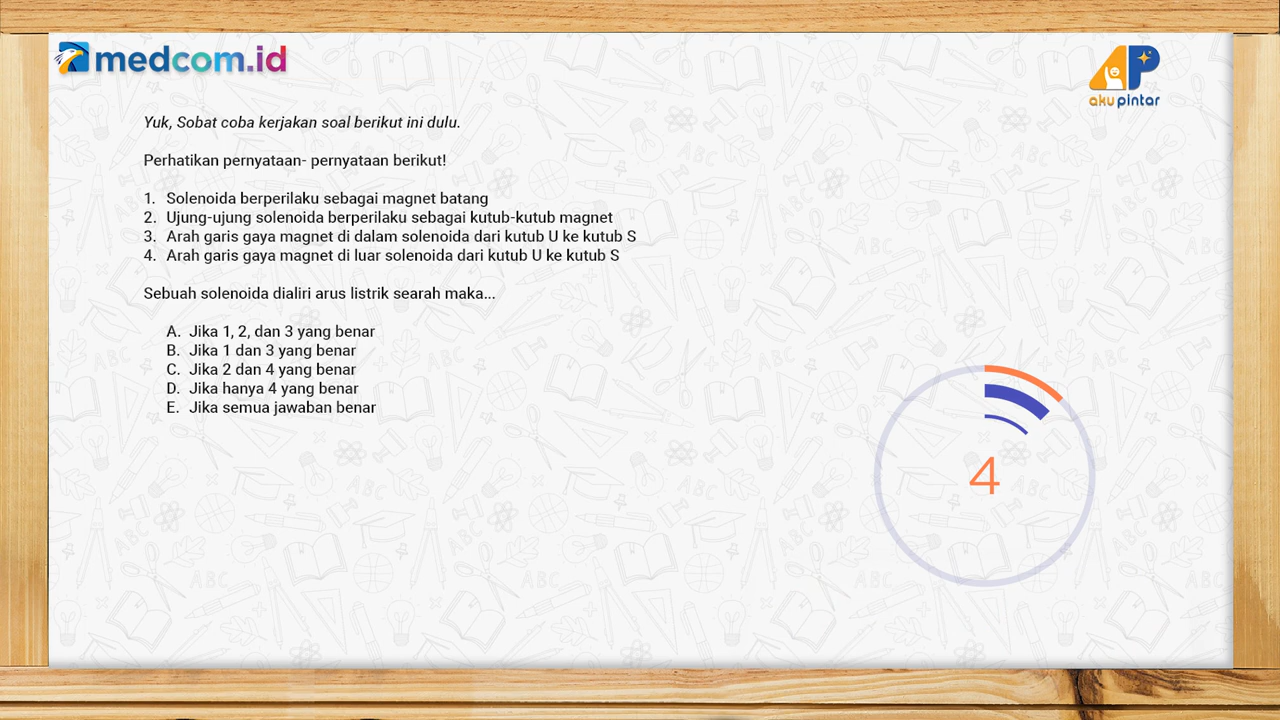 medcom.id
aku pintar
Yuk, Sobat coba kerjakan soal berikut ini dulu.
Perhatikan pernyataan- pernyataan berikut!
1. Solenoida berperilaku sebagai magnet batang
2. Ujung-ujung solenoida berperilaku sebagai kutub-kutub magnet
3. Arah garis gaya magnet di dalam solenoida dari kutub U ke kutub S
4. Arah garis gaya magnet di luar solenoida dari kutub U ke kutub S
Sebuah solenoida dialiri arus listrik searah maka...
A. Jika 1, 2, dan 3 yang benar
B. Jika 1 dan 3 yang benar
C. Jika 2 dan 4 yang benar
D. Jika hanya 4 yang benar
E. Jika semua jawaban benar
4